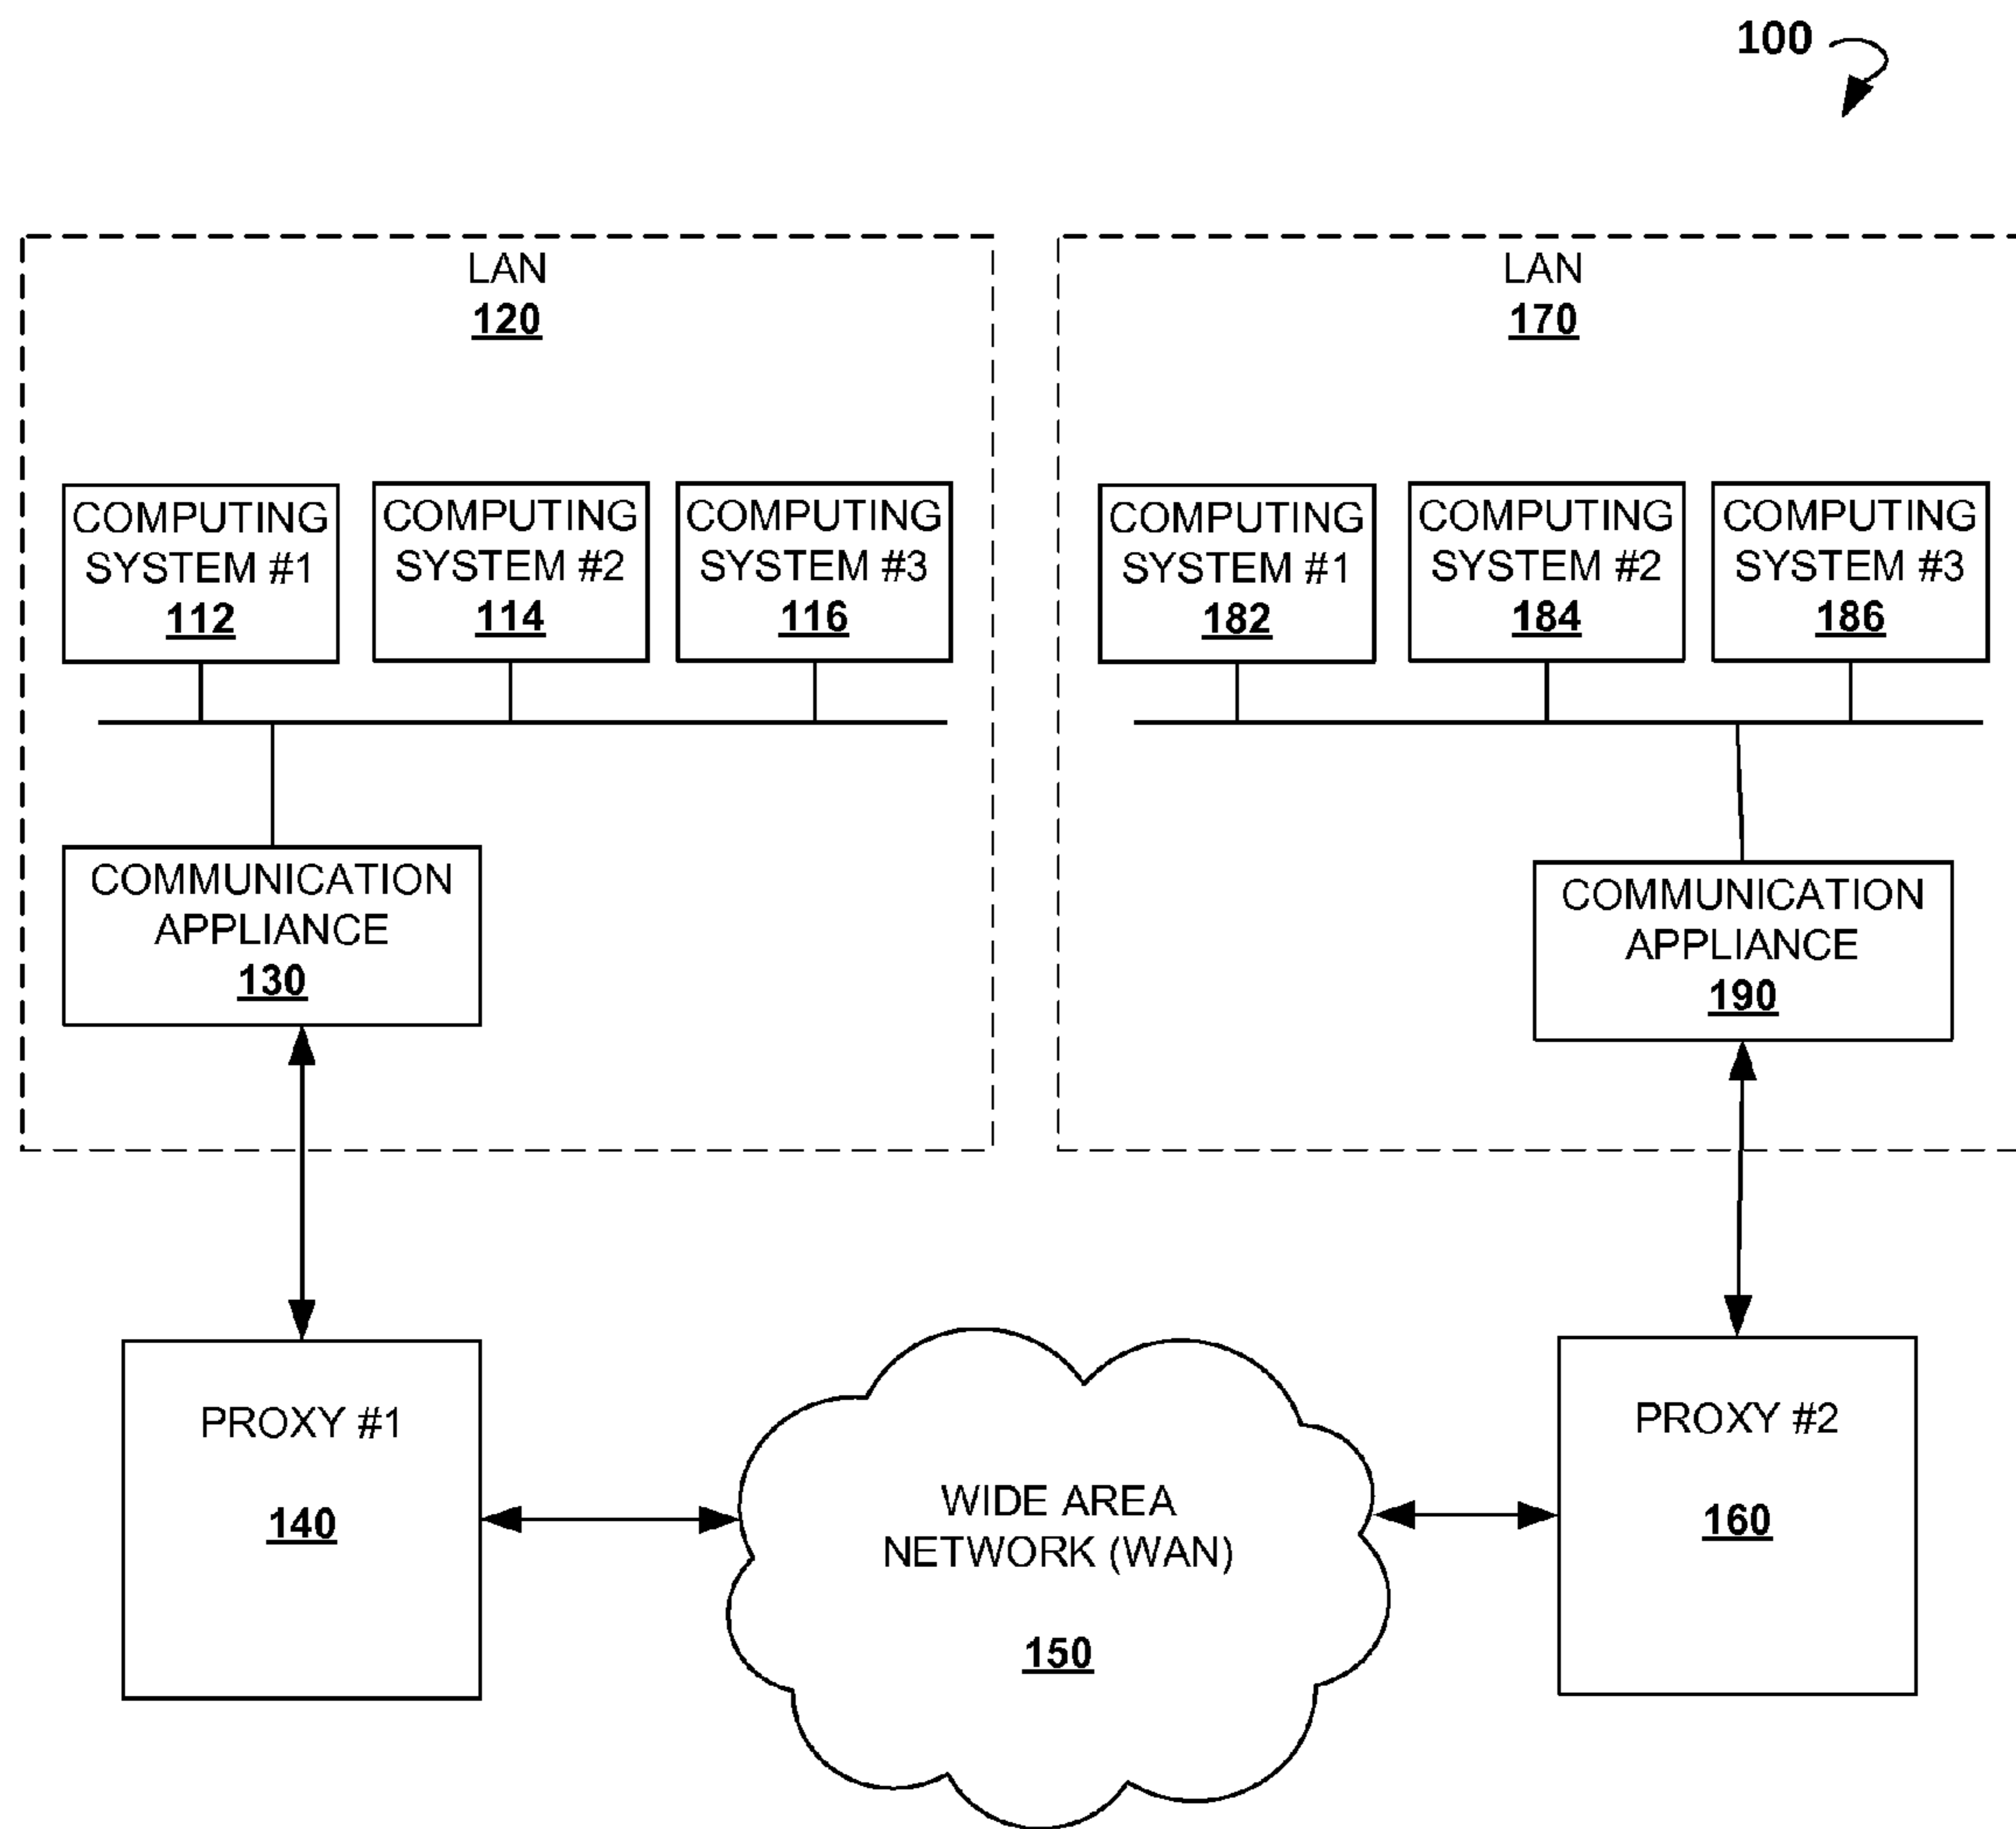 100
LAN
120
COMPUTING
SYSTEM #1
112
COMPUTING
SYSTEM #2
114
COMPUTING
SYSTEM #3
116
COMMUNICATION
APPLIANCE
130
LAN
170
COMPUTING
SYSTEM #1
182
COMPUTING
SYSTEM #2
184
COMPUTING
SYSTEM #3
186
COMMUNICATION
APPLIANCE
190
PROXY #1
140
WIDE AREA
NETWORK (WAN)
150
PROXY #2
160